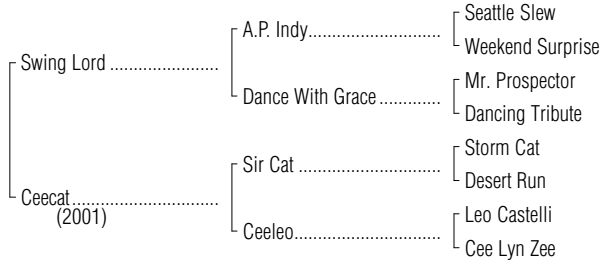 Seattle Slew
A.P. Indy
Weekend Surprise
Swing Lord
Mr. Prospector
Dance With Grace
Dancing Tribute
Storm Cat
Sir Cat
Desert Run
Ceecat
(2001)
Leo Castelli
Ceeleo
Cee Lyn Zee